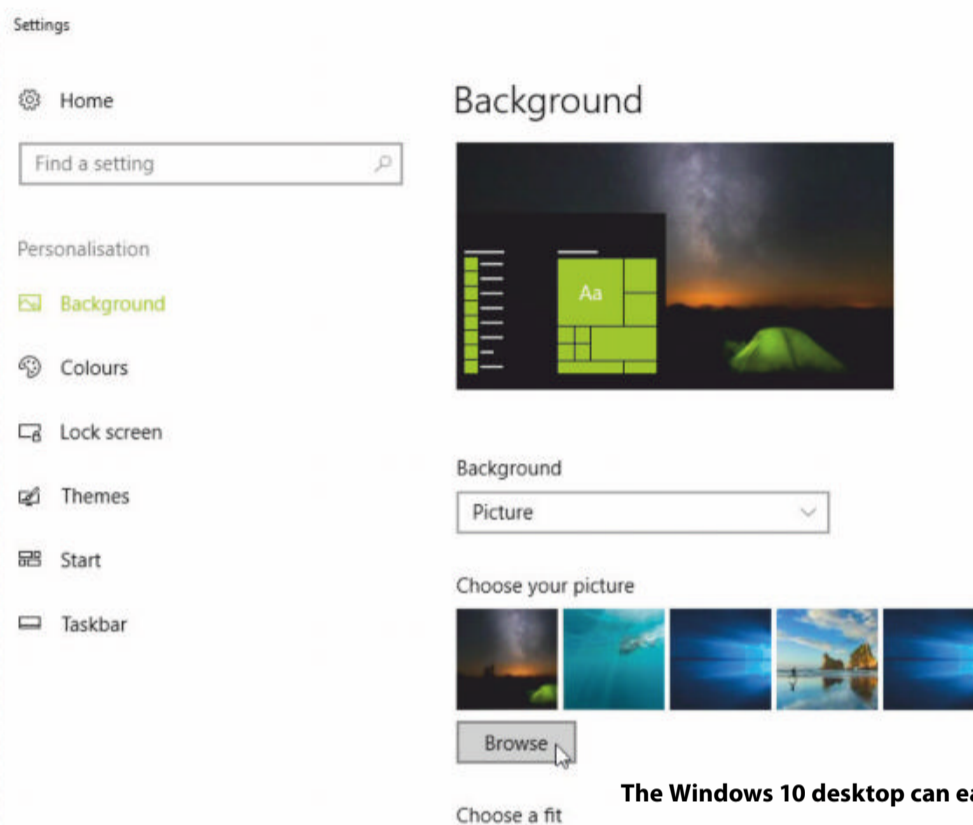 Settings
Home
Find a setting
Personalisation
Background
Colours
Lock screen
Themes
Start
Taskbar
Background
Aa
Background
Picture
Choose your picture
Browse
The Windows 10 desktop can
Choose a fit